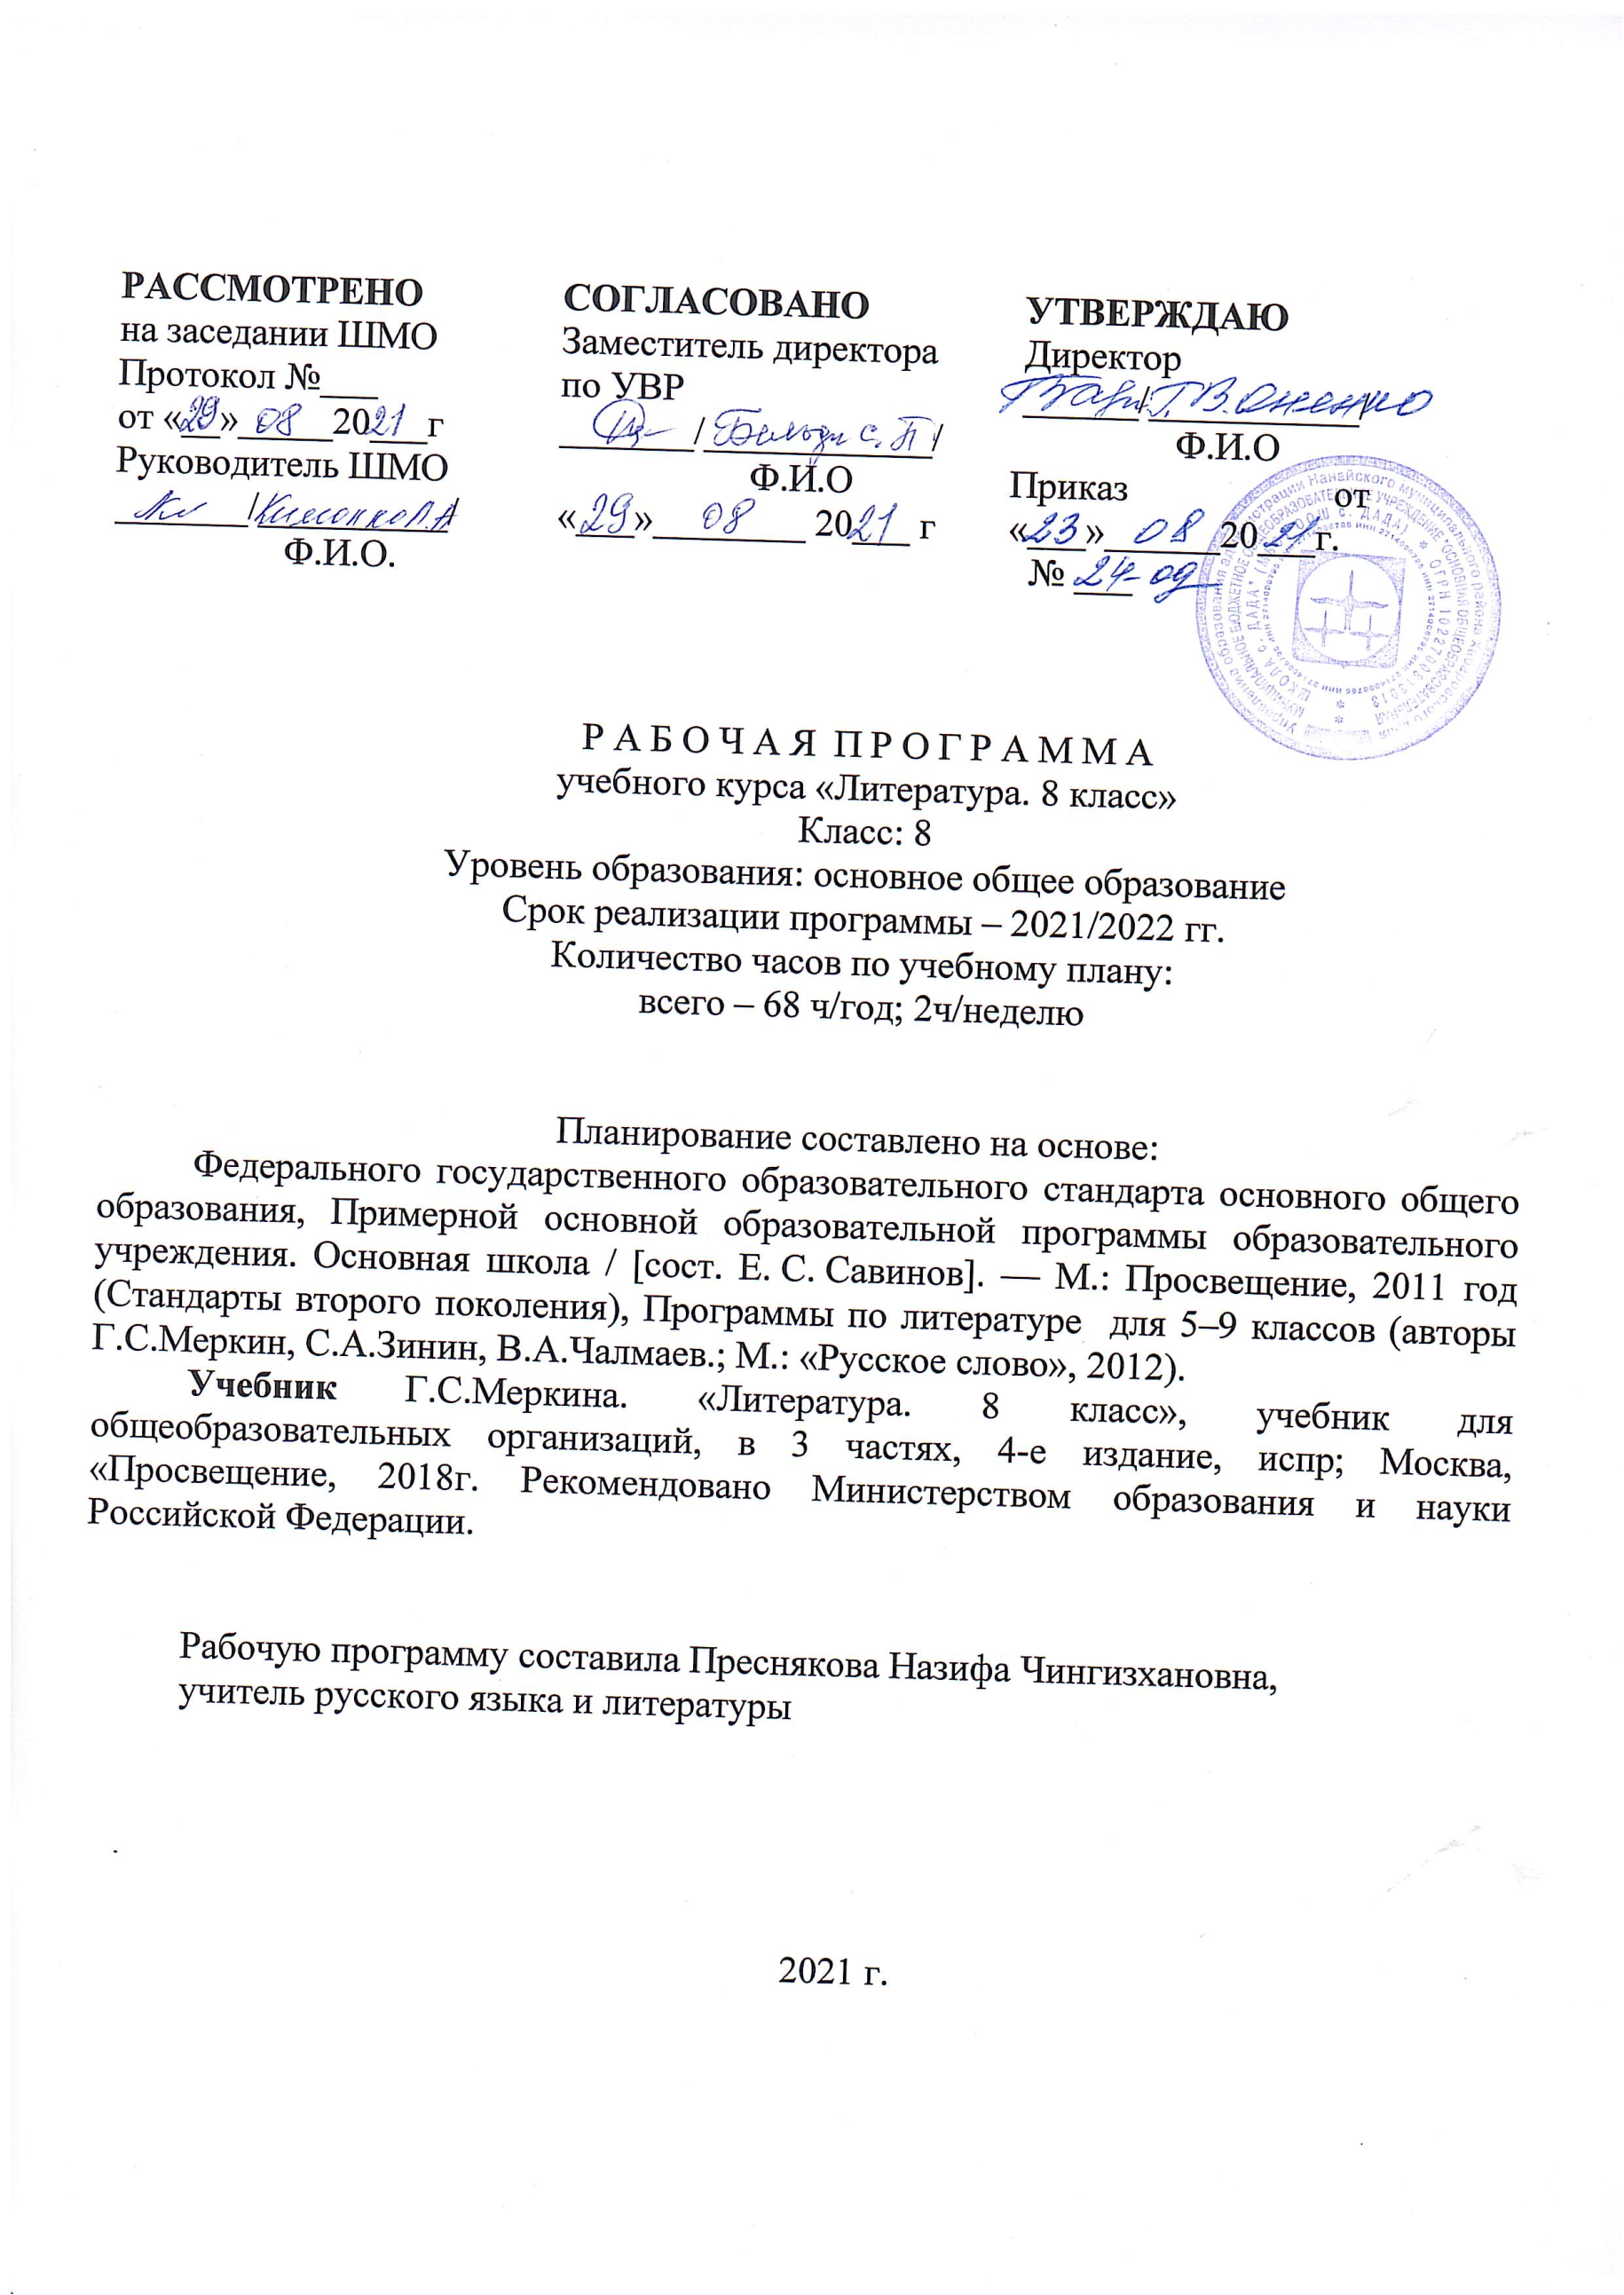 РАССМОТРЕНО
на заседании ШМО
Протокол №___
от «29» 08 2021 г
Руководитель ШМО
/Кимонко Л.А/
Ф.И.О.
СОГЛАСОВАНО
Заместитель директора
по УВР
/ Бельды С.П /
Ф.И.О
«29» 08 2021 г
УТВЕРЖДАЮ
Директор
/Г.В.Оненко/
Ф.И.О
Приказ от
«23» 08 2021г.
№ 24-од
Р А Б О Ч А Я П Р О Г Р А М М А
учебного курса «Литература. 8 класс»
Класс: 8
Уровень образования: основное общее образование
Срок реализации программы – 2021/2022 гг.
Количество часов по учебному плану:
всего – 68 ч/год; 2ч/неделю
Планирование составлено на основе:
Федерального государственного образовательного стандарта основного общего
образования, Примерной основной образовательной программы образовательного
учреждения. Основная школа / [сост. Е. С. Савинов]. — М.: Просвещение, 2011 год
(Стандарты второго поколения), Программы по литературе для 5–9 классов (авторы
Г.С.Меркин, С.А.Зинин, В.А.Чалмаев.; М.: «Русское слово», 2012).
Учебник Г.С.Меркина. «Литература. 8 класс», учебник для
общеобразовательных организаций, в 3 частях, 4-е издание, испр; Москва,
«Просвещение, 2018г. Рекомендовано Министерством образования и науки
Российской Федерации.
Рабочую программу составила Преснякова Назифа Чингизхановна,
учитель русского языка и литературы
2021 г.